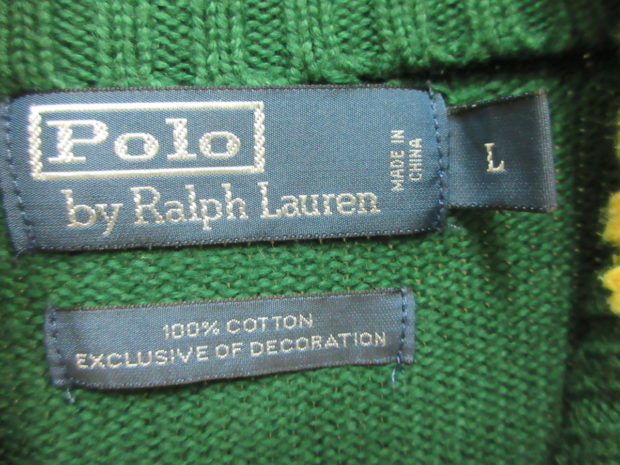 Polo
by Ralph Lauren
MADE IN
CHINA
L
100% COTTON
EXCLUSIVE OF DECORATION